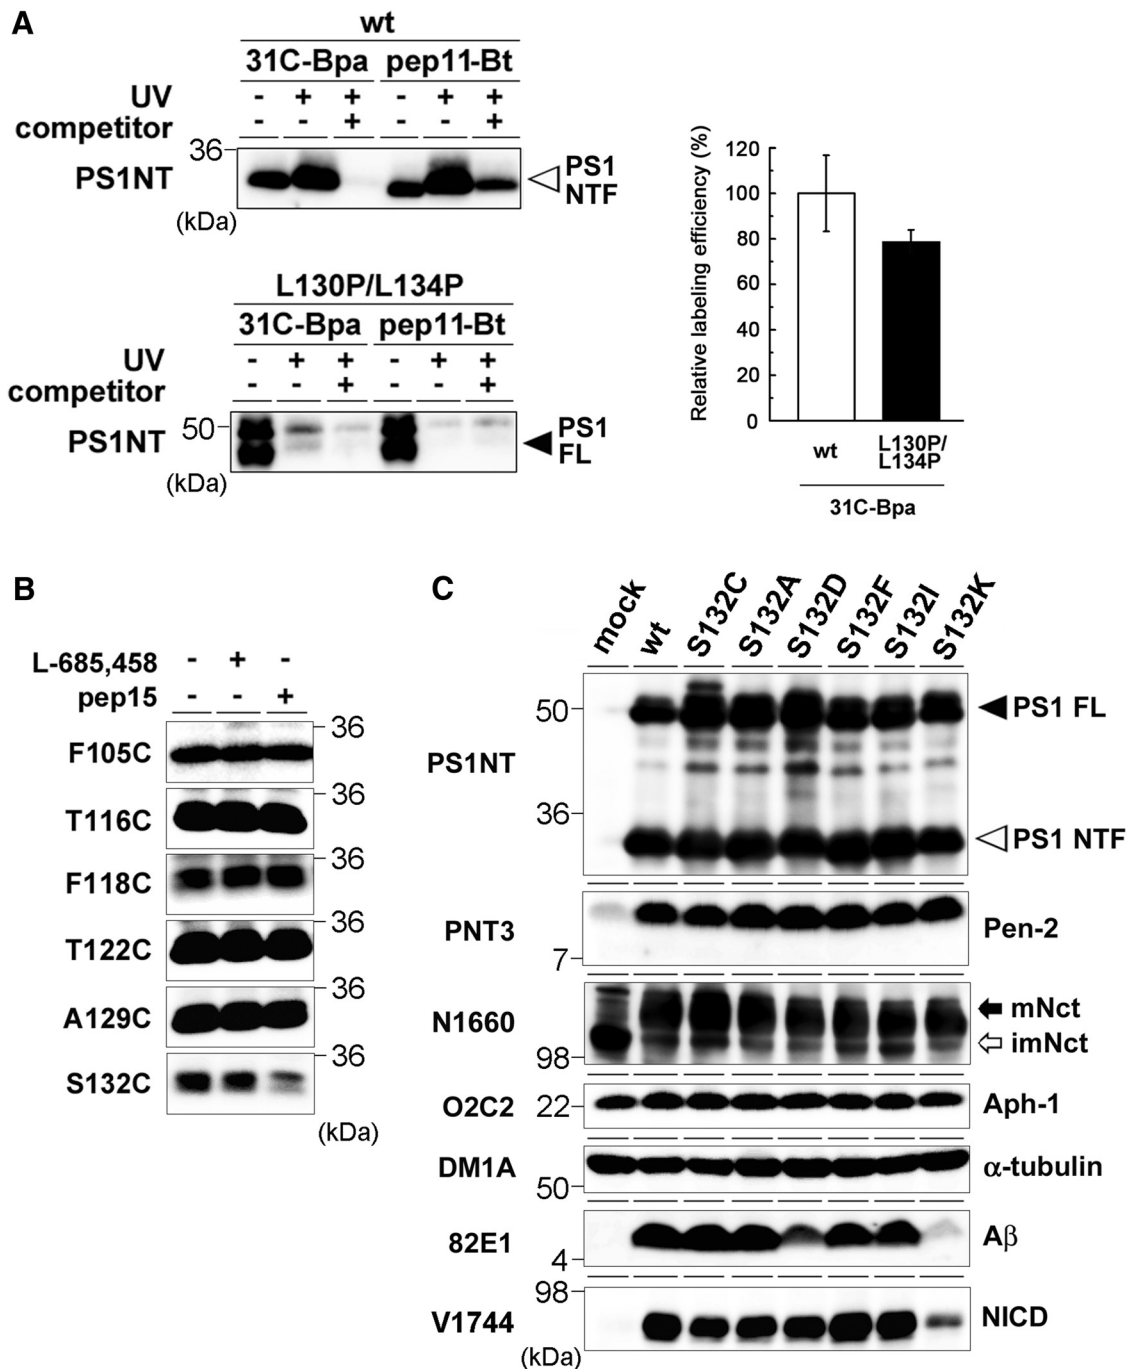 A
wt
31C-Bpa pep11-Bt
UV - + + - + +
competitor - - + - - +
36
PS1NT
PS1
NTF
(kDa)
L130P/L134P
31C-Bpa pep11-Bt
UV - + + - + +
competitor - - + - - +
50
PS1NT
PS1
FL
(kDa)
Relative labeling efficiency (%)
120
100
80
60
40
20
0
wt L130P/
L134P
31C-Bpa
B
L-685,458 - + -
pep15 - - +
F105C 36
T116C 36
F118C 36
T122C 36
A129C 36
S132C 36
(kDa)
C
mock wt S132C S132A S132D S132F S132I S132K
PS1NT
50 PS1 FL
36
PS1 NTF
PNT3 Pen-2
7
N1660 mNct
imNct
98
O2C2 22 Aph-1
DM1A α-tubulin
50
82E1 Aβ
4
98
V1744 NICD
(kDa)